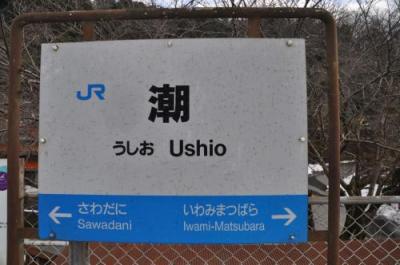 JR
潮
うしお Ushio
← さわだに いわみまつばら →
Sawadani Iwami-Matsubara